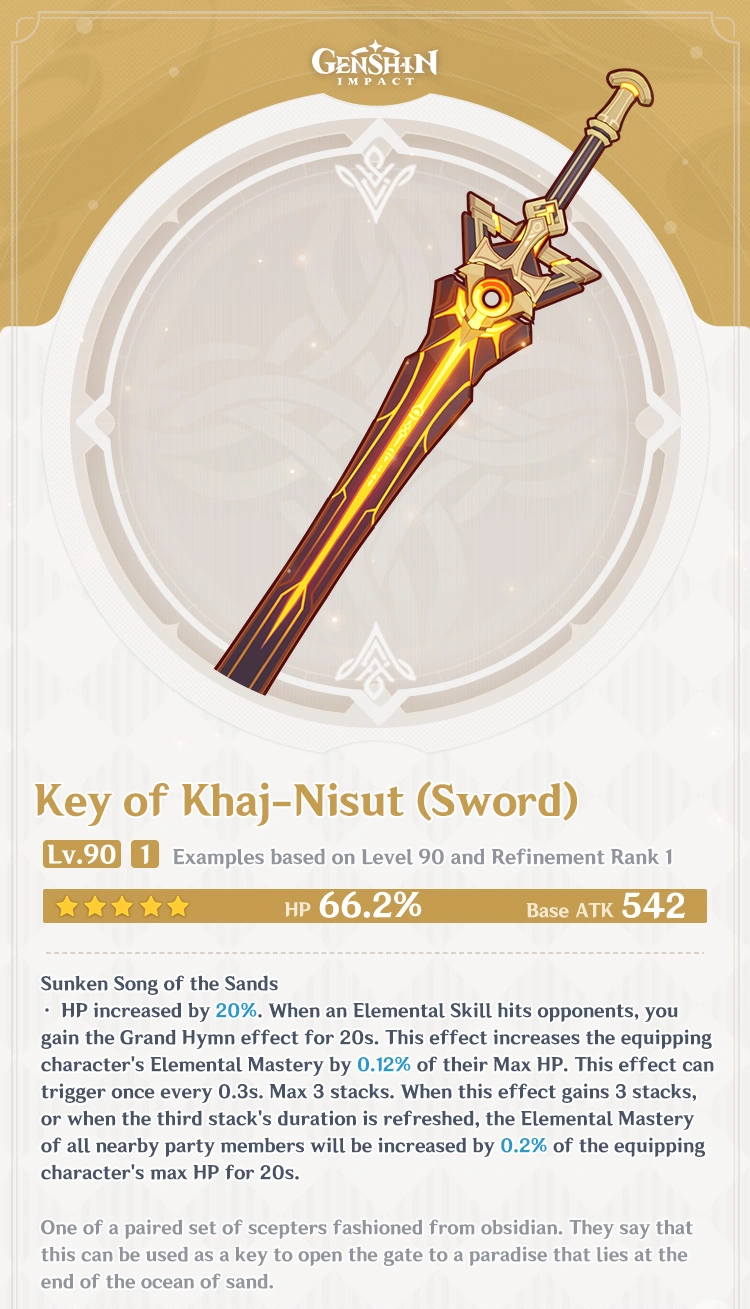 GENSHIN
IMPACT
Key of Khaj-Nisut (Sword)
Lv.90 1 Examples based on Level 90 and Refinement Rank 1
HP 66.2% Base ATK 542
Sunken Song of the Sands
· HP increased by 20%. When an Elemental Skill hits opponents, you
gain the Grand Hymn effect for 20s. This effect increases the equipping
character's Elemental Mastery by 0.12% of their Max HP. This effect can
trigger once every 0.3s. Max 3 stacks. When this effect gains 3 stacks,
or when the third stack's duration is refreshed, the Elemental Mastery
of all nearby party members will be increased by 0.2% of the equipping
character's max HP for 20s.
One of a paired set of scepters fashioned from obsidian. They say that
this can be used as a key to open the gate to a paradise that lies at the
end of the ocean of sand.